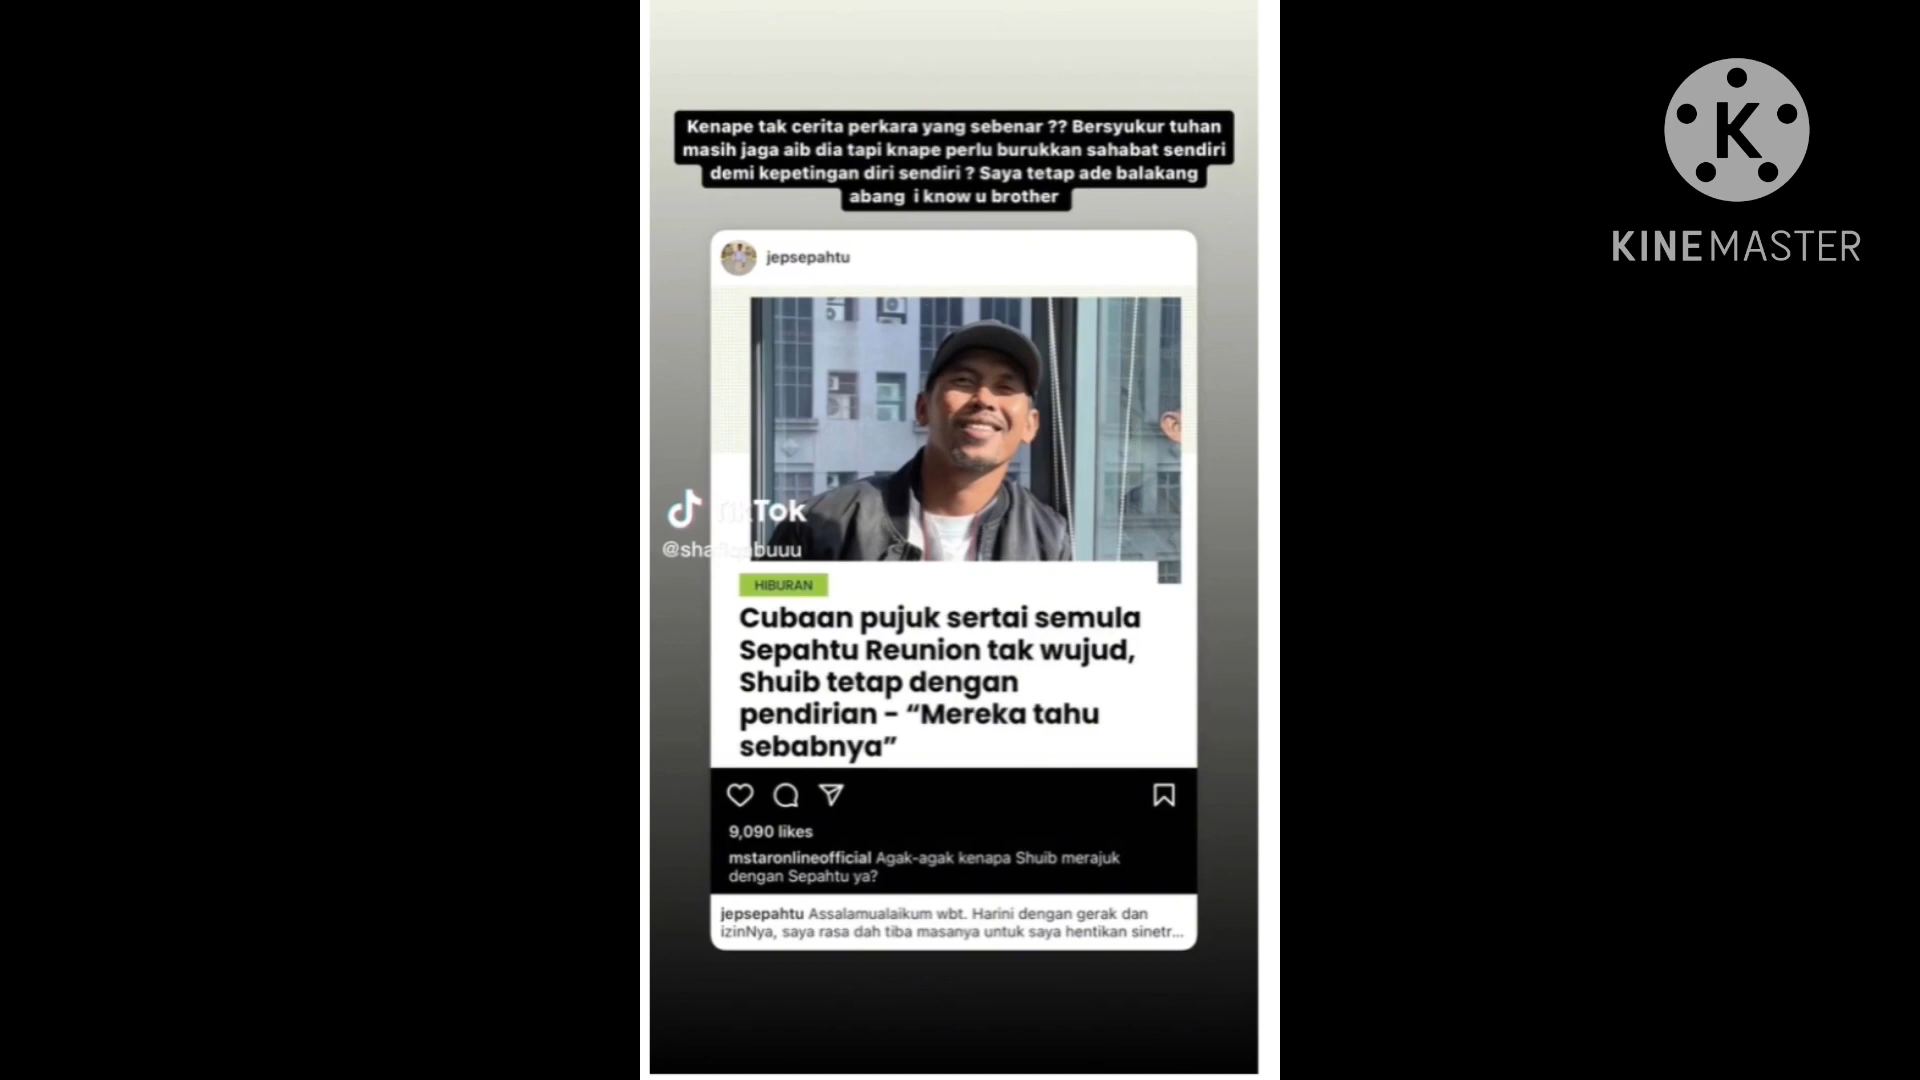 Kenape tak cerita perkara yang sebenar ?? Bersyukur tuhan
masih jaga aib dia tapi knape perlu burukkan sahabat sendiri
demi kepetingan diri sendiri ? Saya tetap ade balakang
abang i know u brother
K
KINEMASTER
jepsepahtu
TikTok
HIBURAN
Cubaan pujuk sertai semula
Sepahtu Reunion tak wujud,
Shuib tetap dengan
pendirian - “Mereka tahu
sebabnya”
9,090 likes
mstaronlineofficial Agak-agak kenapa Shuib merajuk
dengan Sepahtu ya?
jepsepahtu Assalamualaikum wbt. Harini dengan gerak dan
izinNya, saya rasa dah tiba masanya untuk saya hentikan sinetr...